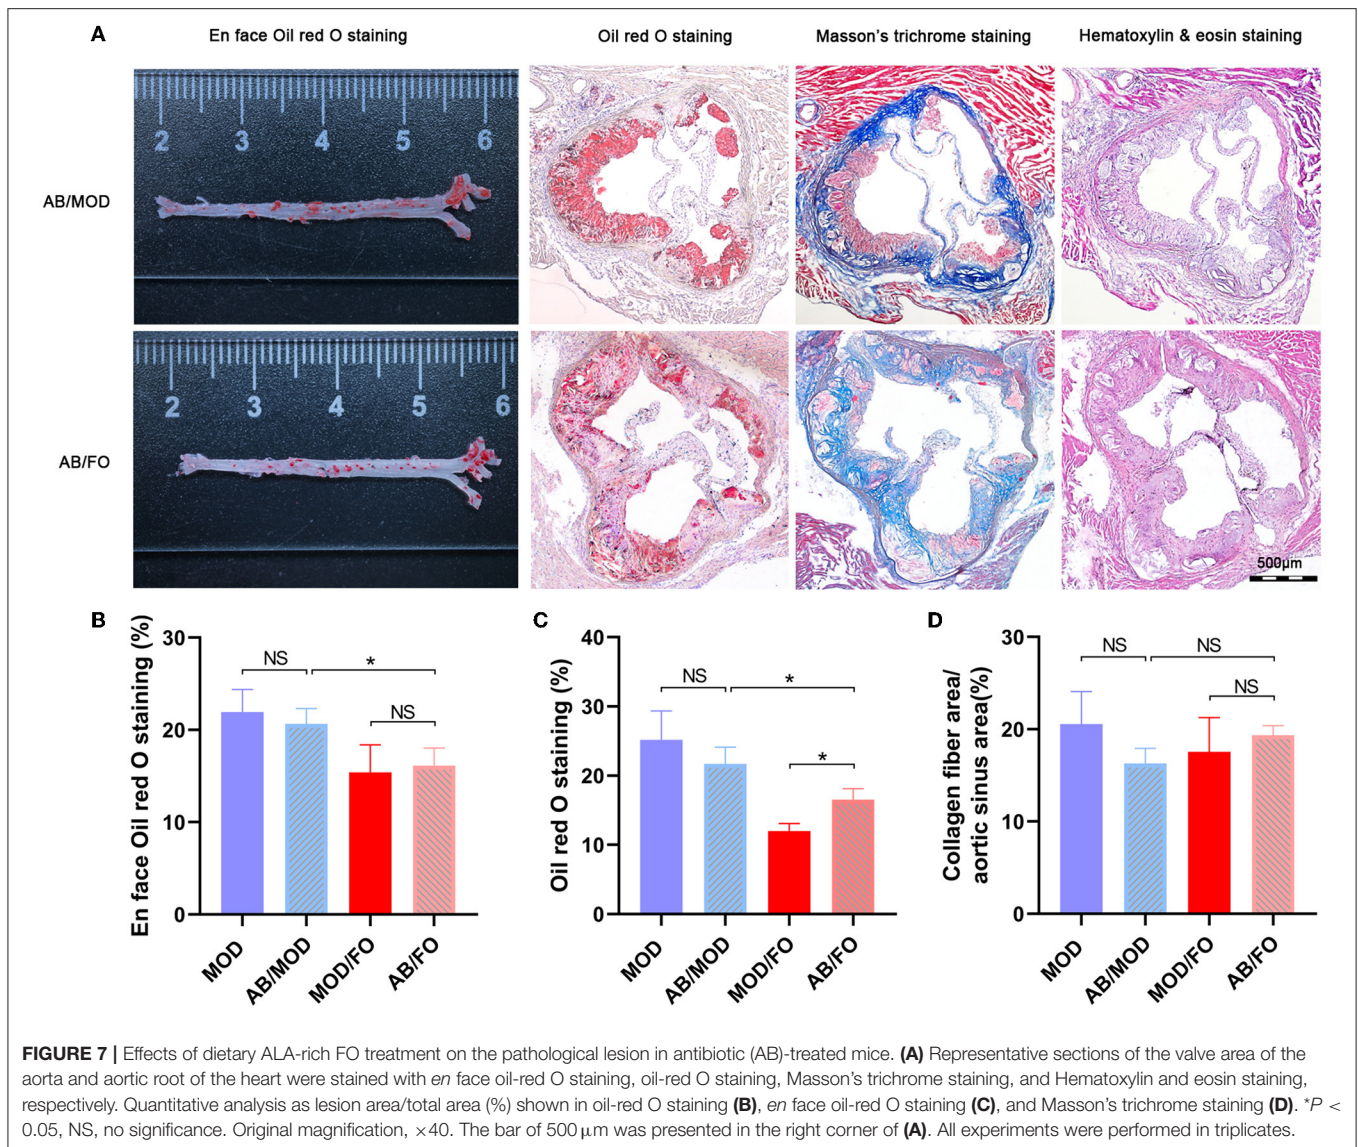 A
En face Oil red O staining
Oil red O staining
Masson's trichrome staining
Hematoxylin & eosin staining
2 3 4 5 6
AB/MOD
2 3 4 5 6
AB/FO
500μm
B
En face Oil red O staining (%)
30
20
10
0
NS
*
NS
MOD
AB/MOD
MOD/FO
AB/FO
C
Oil red O staining (%)
40
30
20
10
0
NS
*
*
MOD
AB/MOD
MOD/FO
AB/FO
D
Collagen fiber area/
aortic sinus area(%)
30
20
10
0
NS
NS
NS
MOD
AB/MOD
MOD/FO
AB/FO
FIGURE 7 | Effects of dietary ALA-rich FO treatment on the pathological lesion in antibiotic (AB)-treated mice. (A) Representative sections of the valve area of the
aorta and aortic root of the heart were stained with en face oil-red O staining, oil-red O staining, Masson's trichrome staining, and Hematoxylin and eosin staining,
respectively. Quantitative analysis as lesion area/total area (%) shown in oil-red O staining (B), en face oil-red O staining (C), and Masson's trichrome staining (D). *P <
0.05, NS, no significance. Original magnification, ×40. The bar of 500 μm was presented in the right corner of (A). All experiments were performed in triplicates.